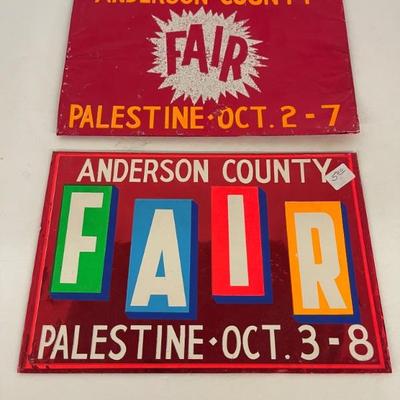 ANDERSON COUNTY
FAIR
PALESTINE • OCT. 2 - 7
ANDERSON COUNTY
FAIR
PALESTINE • OCT. 3 - 8